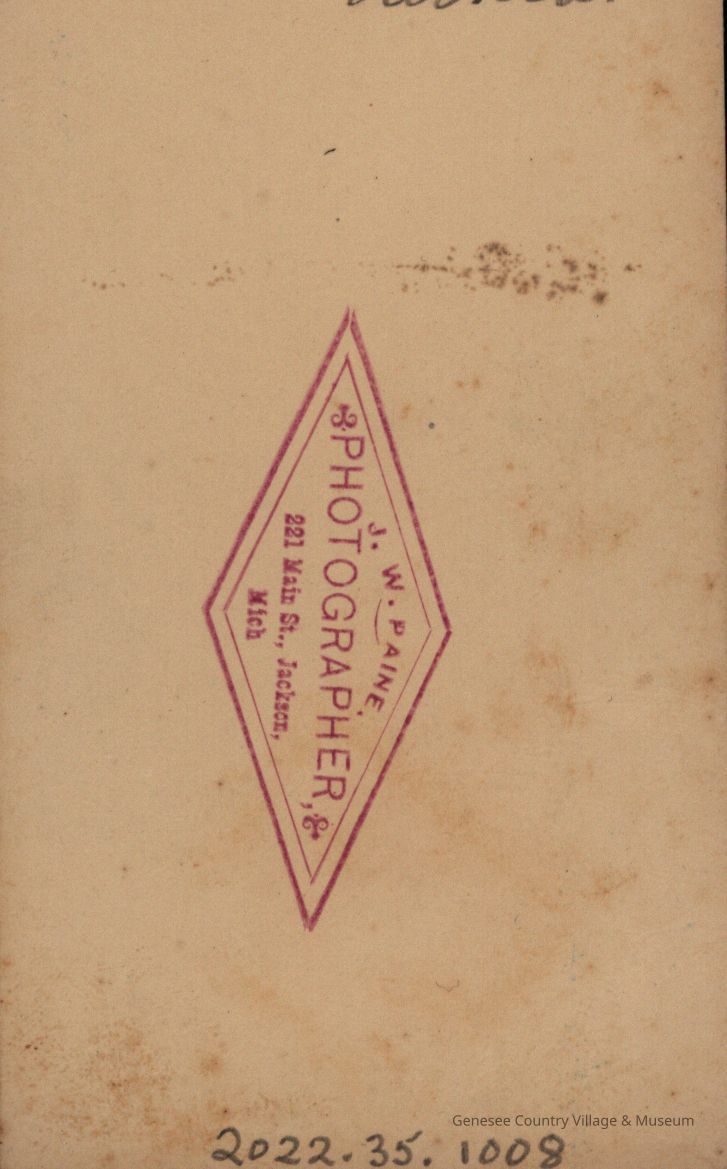 J. W. PAINE,
PHOTOGRAPHER,
221 Main St., Jackson,
Mich
Genesee Country Village & Museum
2022.35.1008